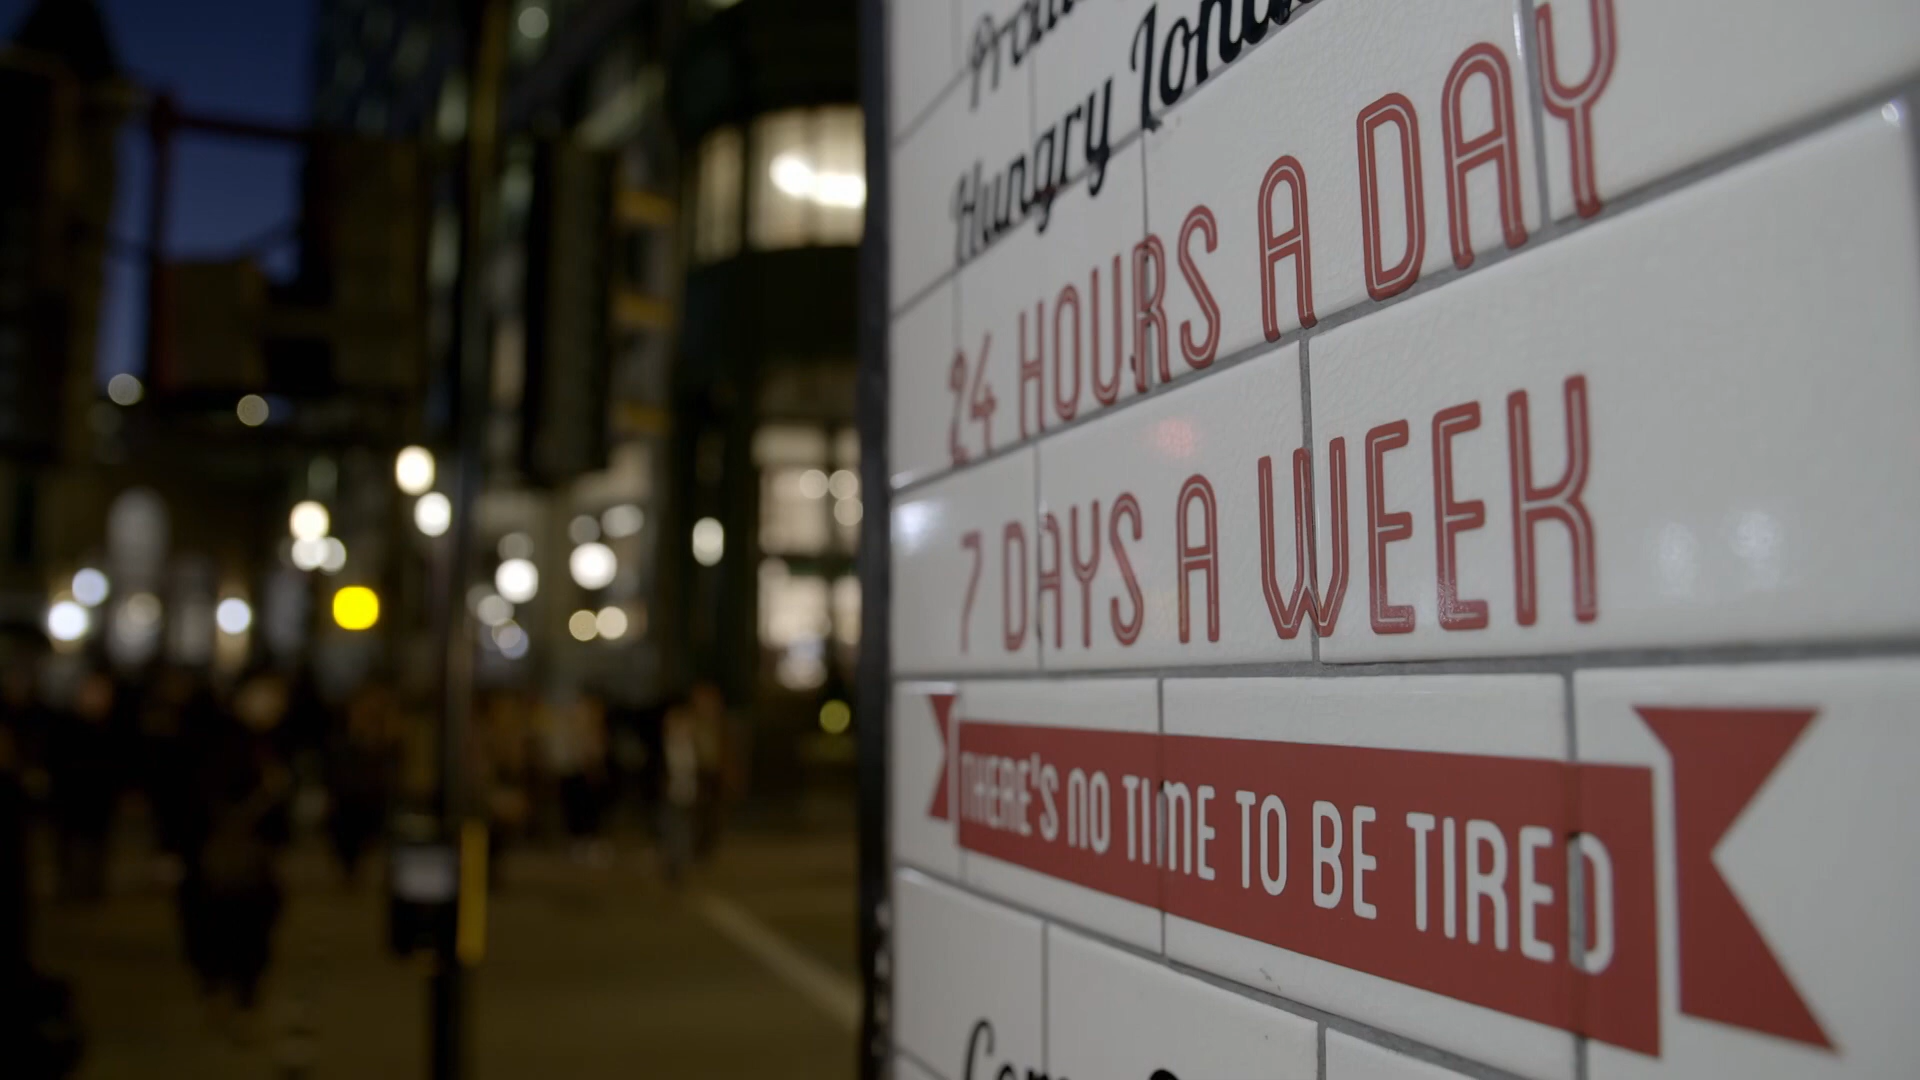 Hungry
24 HOURS A DAY
7 DAYS A WEEK
THERE'S NO TIME TO BE TIRED